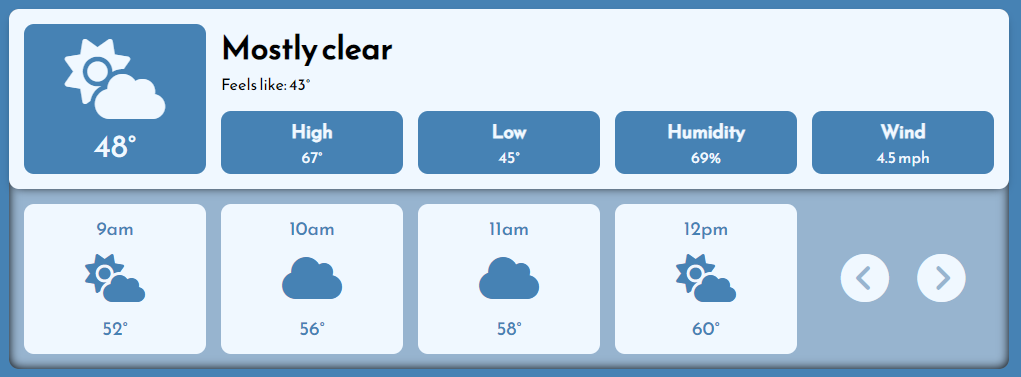 Mostly clear
Feels like: 43°
48°
High
67°
Low
45°
Humidity
69%
Wind
4.5 mph
9am
52°
10am
56°
11am
58°
12pm
60°